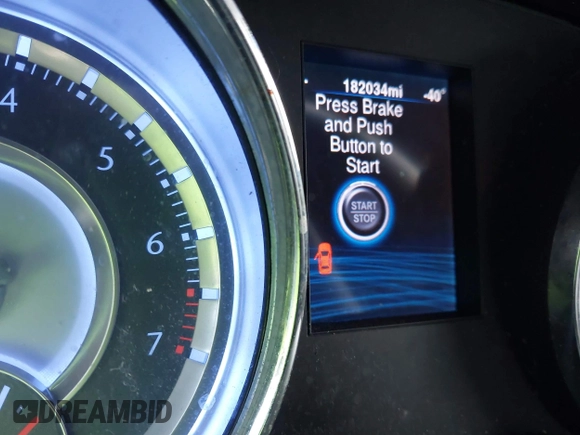 182034mi -40°
Press Brake
and Push
Button to
Start
START
STOP
4
5
6
7
DREAMBID